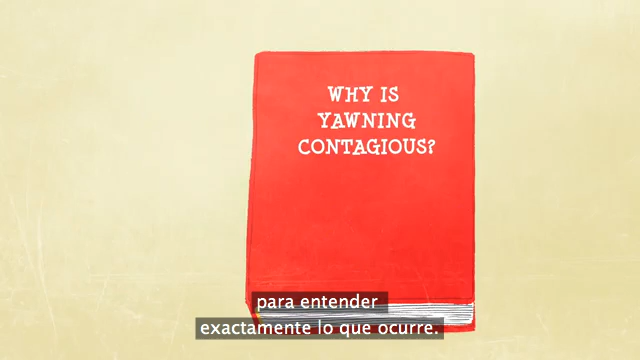 WHY IS
YAWNING
CONTAGIOUS?
para entender
exactamente lo que ocurre.